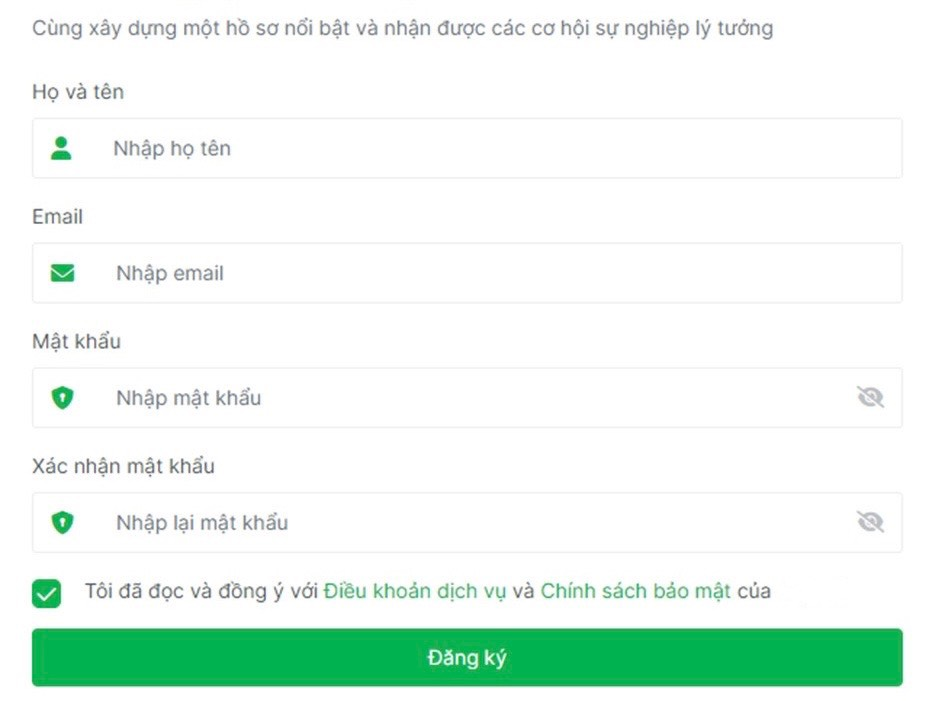 Cùng xây dựng một hồ sơ nổi bật và nhận được các cơ hội sự nghiệp lý tưởng
Họ và tên
Nhập họ tên
Email
Nhập email
Mật khẩu
Nhập mật khẩu
Xác nhận mật khẩu
Nhập lại mật khẩu
Tôi đã đọc và đồng ý với Điều khoản dịch vụ và Chính sách bảo mật của
Đăng ký